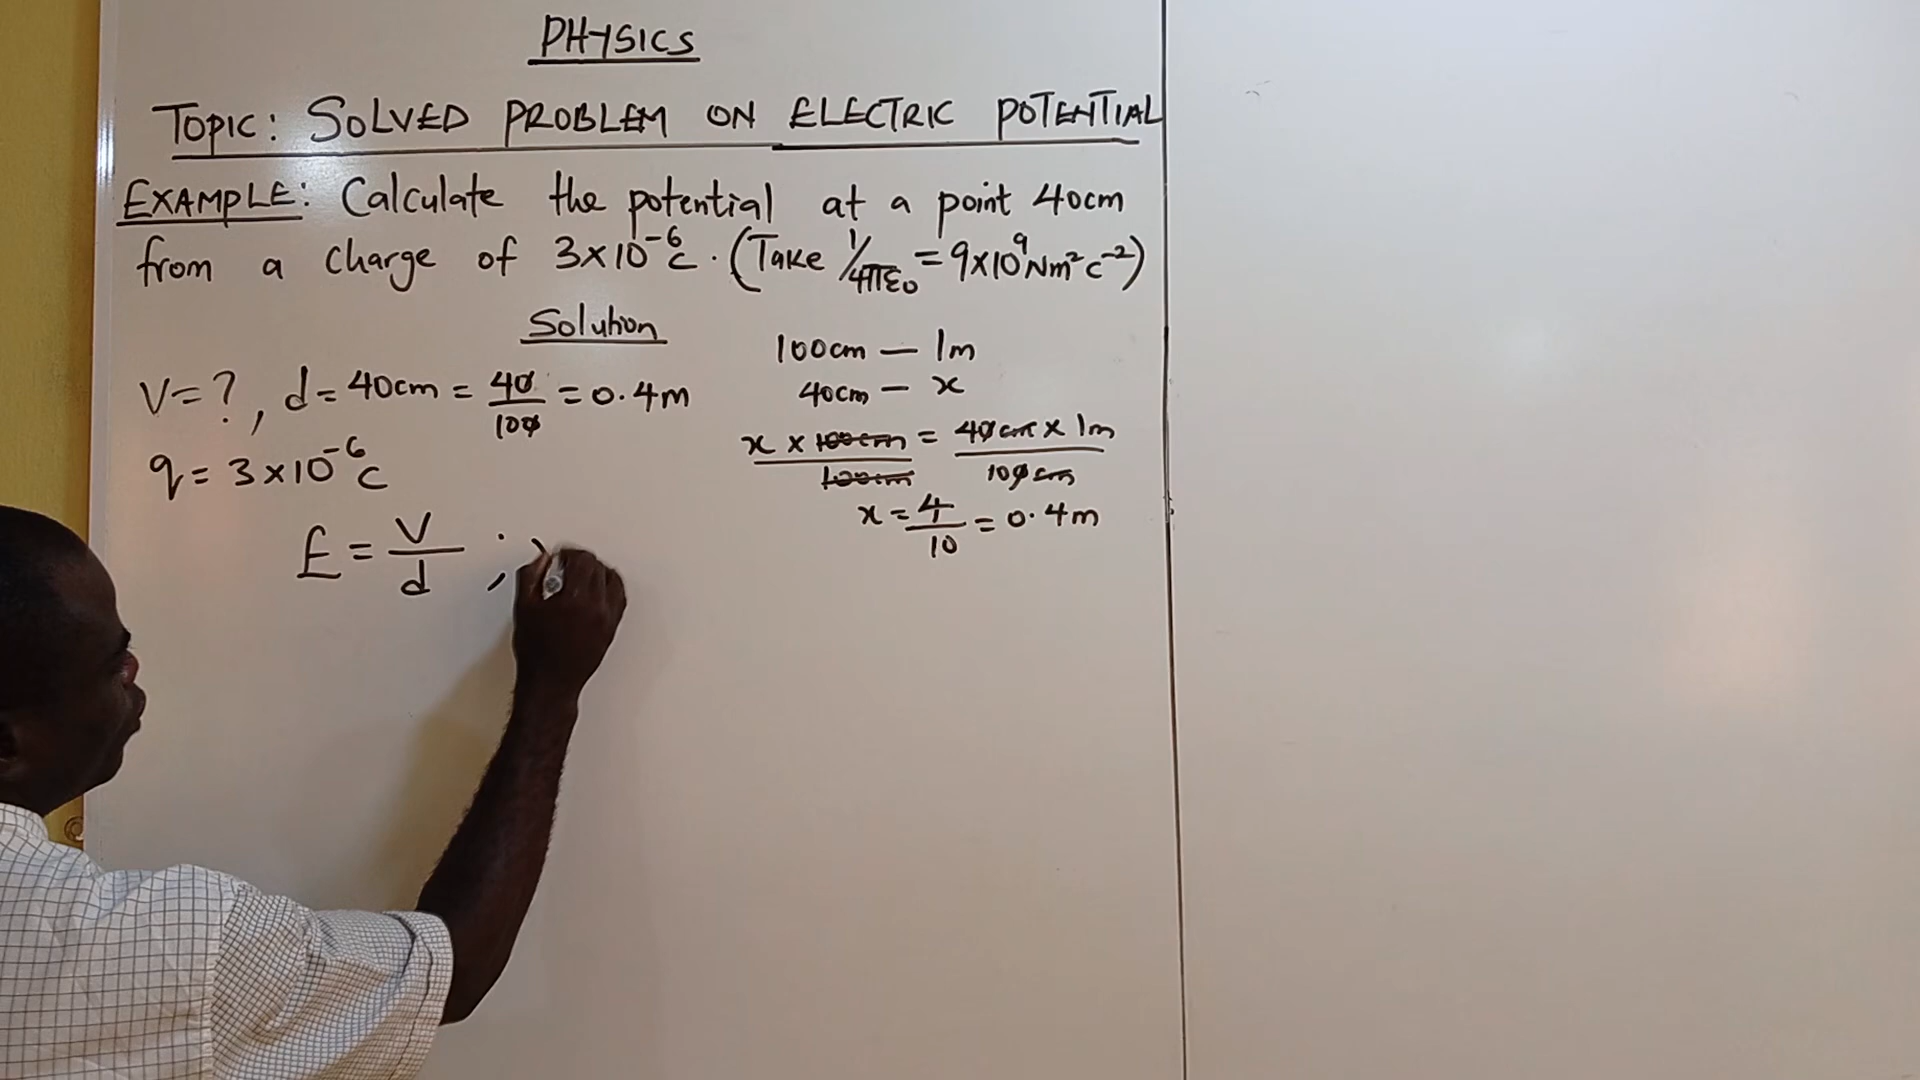 PHYSICS
TOPIC: SOLVED PROBLEM ON ELECTRIC POTENTIAL
EXAMPLE: Calculate the potential at a point 40cm
from a charge of 3×10⁻⁶C. (Take 1/4πε₀ = 9×10⁹Nm²C⁻²)
Solution
V=?, d=40cm = 40/100 = 0.4m
q = 3×10⁻⁶C
E = V/d ;
100cm — 1m
40cm — x
x × 100cm/100cm = 40cm × 1m/100cm
x = 4/10 = 0.4m